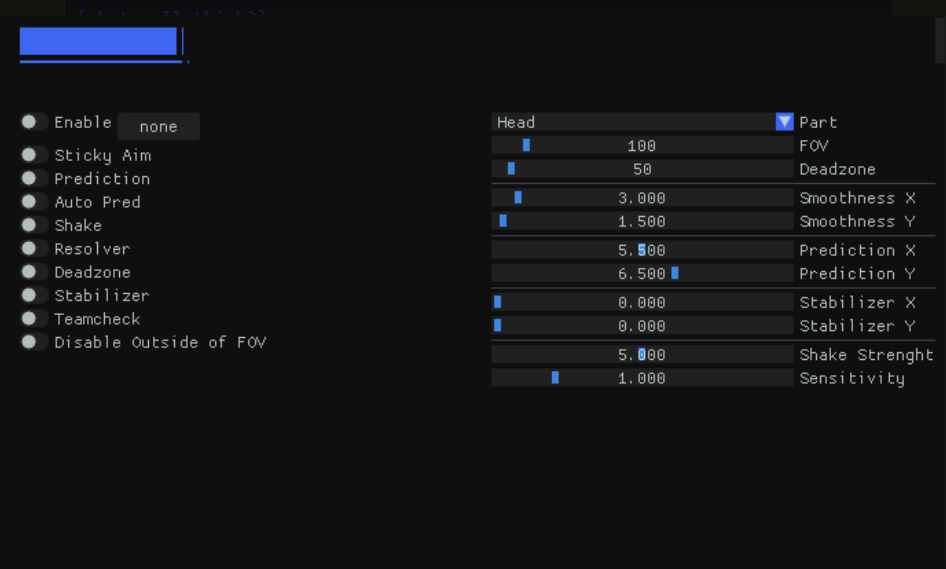 Enable none
Sticky Aim
Prediction
Auto Pred
Shake
Resolver
Deadzone
Stabilizer
Teamcheck
Disable Outside of FOV
Head Part
100 FOV
50 Deadzone
3.000 Smoothness X
1.500 Smoothness Y
5.500 Prediction X
6.500 Prediction Y
0.000 Stabilizer X
0.000 Stabilizer Y
5.000 Shake Strenght
1.000 Sensitivity